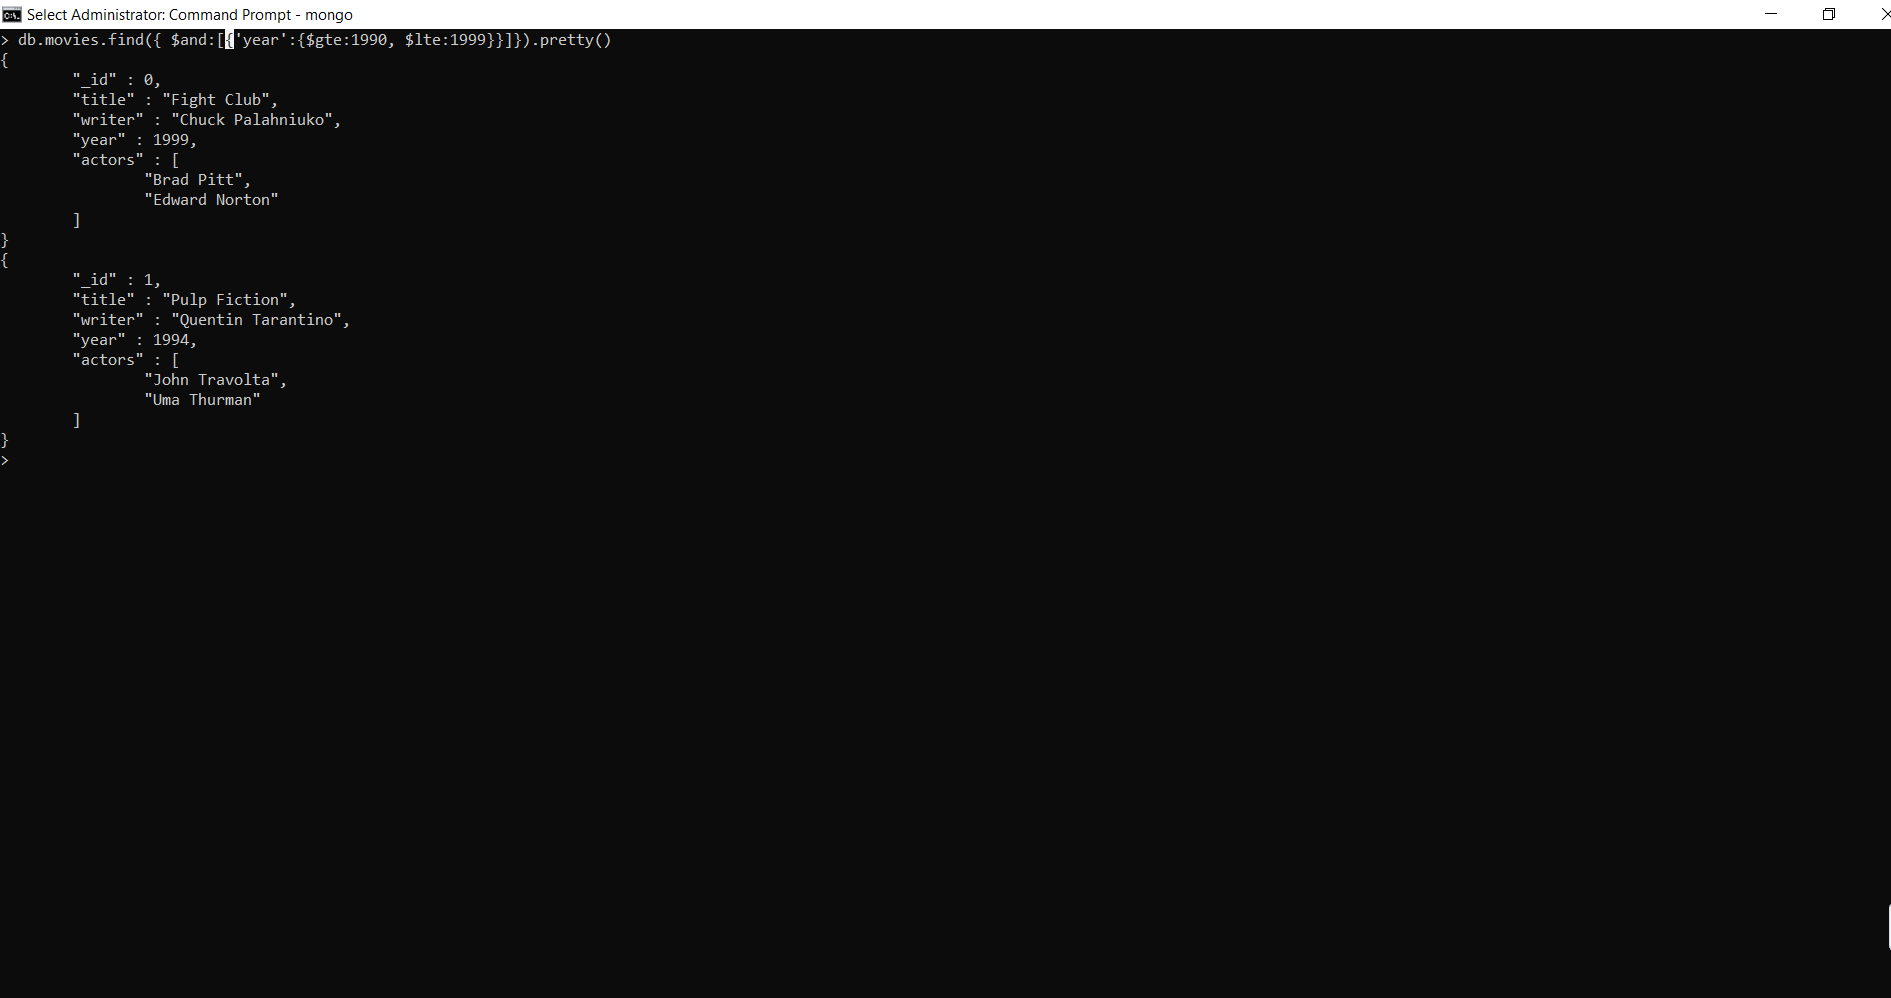 Select Administrator: Command Prompt - mongo
> db.movies.find({ $and:[{'year':{$gte:1990, $lte:1999}}]}).pretty()
{
        "_id" : 0,
        "title" : "Fight Club",
        "writer" : "Chuck Palahniuko",
        "year" : 1999,
        "actors" : [
                "Brad Pitt",
                "Edward Norton"
        ]
}
{
        "_id" : 1,
        "title" : "Pulp Fiction",
        "writer" : "Quentin Tarantino",
        "year" : 1994,
        "actors" : [
                "John Travolta",
                "Uma Thurman"
        ]
}
>